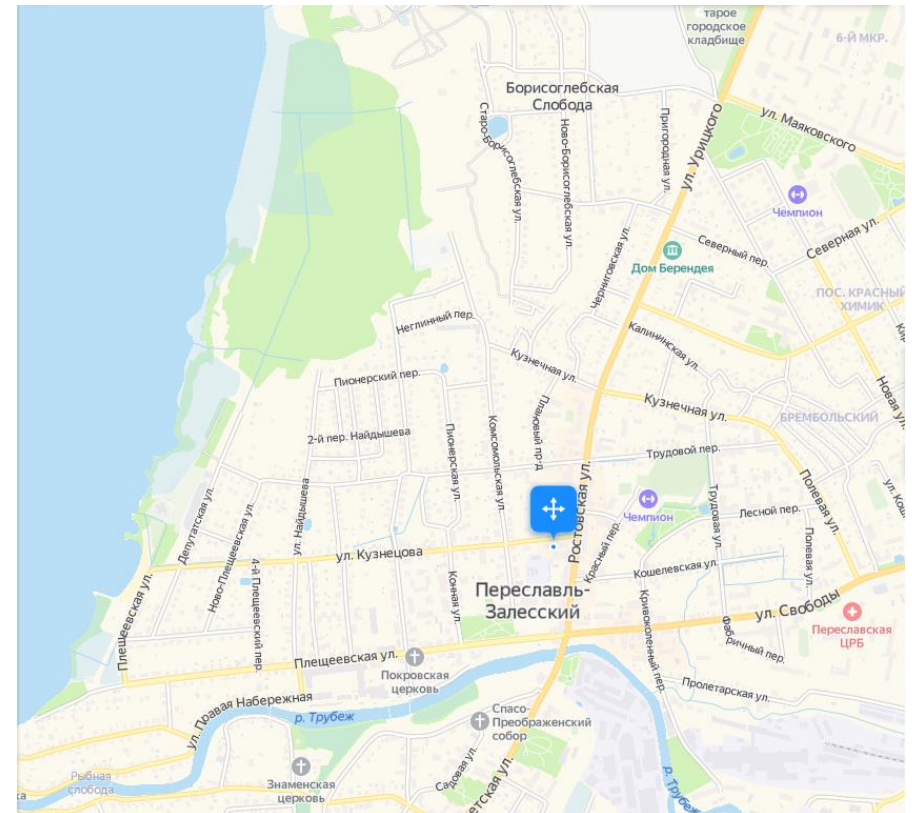 тарое
городское
кладбище
6-Й МКР.
Борисоглебская
Слобода
ул. Маяковского
ул. Урицкого
Пригородная ул.
Старо-Борисоглебская ул.
Ново-Борисоглебская ул.
Чемпион
Северная ул.
Северный пер.
Черниговская ул.
Дом Берендея
ПОС. КРАСНЫЙ
ХИМИК
Неглинный пер.
Калининская ул.
Кузнечная ул.
Новая ул.
Пионерский пер.
Плановый пр-д
Кузнечная ул.
БРЕМБОЛЬСКИЙ
2-й пер. Найдышева
Пионерская ул.
Комсомольская ул.
Трудовой пер.
Полевая ул.
Ростовская ул.
Трудовая ул.
ул. Найдышева
Депутатская ул.
Чемпион
Лесной пер.
Красный пер.
Полевая ул.
ул. Кузнецова
Ново-Плещеевская ул.
4-й Плещеевский пер.
Кошелевская ул.
Конная ул.
Переславль-
Залесский
Кривоколенный пер.
ул. Свободы
Переславская
ЦРБ
Плещеевская ул.
Фабричный пер.
Плещеевская ул.
Покровская
церковь
Пролетарская ул.
ул. Правая Набережная
р. Трубеж
Спасо-
Преображенский
собор
Садовая ул.
Рыбная
слобода
Знаменская
церковь
етская ул.
р. Трубеж
ка